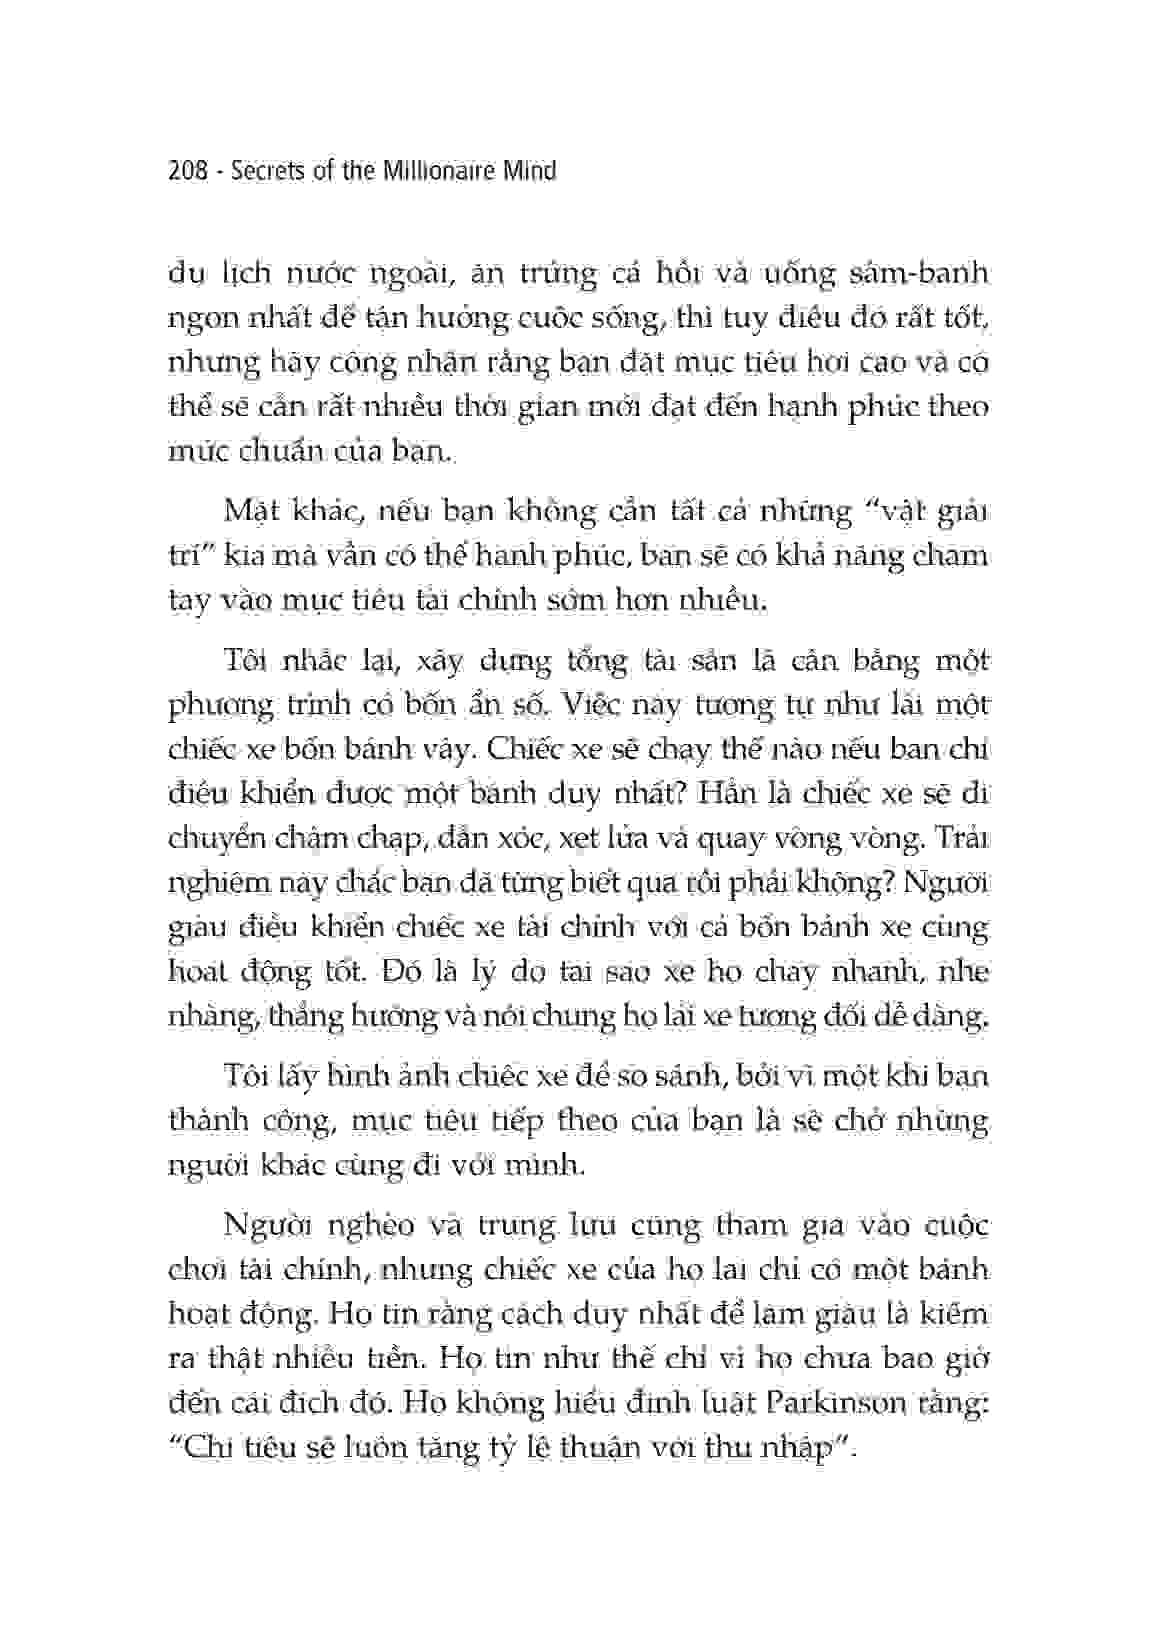 208 - Secrets of the Millionaire Mind
du lịch nước ngoài, ăn trứng cá hồi và uống sâm-banh
ngon nhất để tận hưởng cuộc sống, thì tuy điều đó rất tốt,
nhưng hãy công nhận rằng bạn đặt mục tiêu hơi cao và có
thể sẽ cần rất nhiều thời gian mới đạt đến hạnh phúc theo
mức chuẩn của bạn.
Mặt khác, nếu bạn không cần tất cả những “vật giải
trí” kia mà vẫn có thể hạnh phúc, bạn sẽ có khả năng chạm
tay vào mục tiêu tài chính sớm hơn nhiều.
Tôi nhắc lại, xây dựng tổng tài sản là cân bằng một
phương trình có bốn ẩn số. Việc này tương tự như lái một
chiếc xe bốn bánh vậy. Chiếc xe sẽ chạy thế nào nếu bạn chỉ
điều khiển được một bánh duy nhất? Hẳn là chiếc xe sẽ di
chuyển chậm chạp, dằn xóc, xẹt lửa và quay vòng vòng. Trải
nghiệm này chắc bạn đã từng biết qua rồi phải không? Người
giàu điều khiển chiếc xe tài chính với cả bốn bánh xe cùng
hoạt động tốt. Đó là lý do tại sao xe họ chạy nhanh, nhẹ
nhàng, thẳng hướng và nói chung họ lái xe tương đối dễ dàng.
Tôi lấy hình ảnh chiếc xe để so sánh, bởi vì một khi bạn
thành công, mục tiêu tiếp theo của bạn là sẽ chở những
người khác cùng đi với mình.
Người nghèo và trung lưu cũng tham gia vào cuộc
chơi tài chính, nhưng chiếc xe của họ lại chỉ có một bánh
hoạt động. Họ tin rằng cách duy nhất để làm giàu là kiếm
ra thật nhiều tiền. Họ tin như thế chỉ vì họ chưa bao giờ
đến cái đích đó. Họ không hiểu định luật Parkinson rằng:
“Chi tiêu sẽ luôn tăng tỷ lệ thuận với thu nhập”.